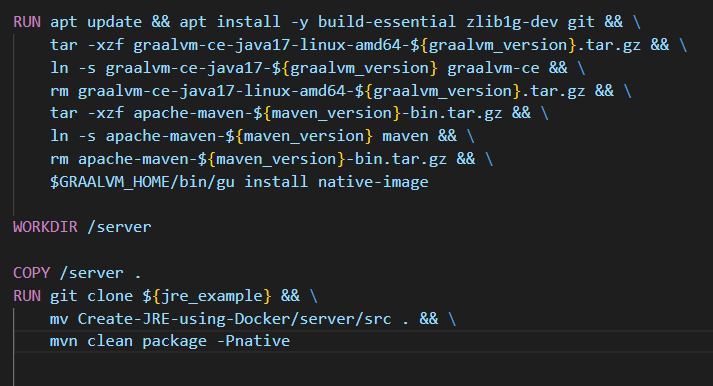 RUN apt update && apt install -y build-essential zlib1g-dev git && \
    tar -xzf graalvm-ce-java17-linux-amd64-${graalvm_version}.tar.gz && \
    ln -s graalvm-ce-java17-${graalvm_version} graalvm-ce && \
    rm graalvm-ce-java17-linux-amd64-${graalvm_version}.tar.gz && \
    tar -xzf apache-maven-${maven_version}-bin.tar.gz && \
    ln -s apache-maven-${maven_version} maven && \
    rm apache-maven-${maven_version}-bin.tar.gz && \
    $GRAALVM_HOME/bin/gu install native-image

WORKDIR /server

COPY /server .
RUN git clone ${jre_example} && \
    mv Create-JRE-using-Docker/server/src . && \
    mvn clean package -Pnative